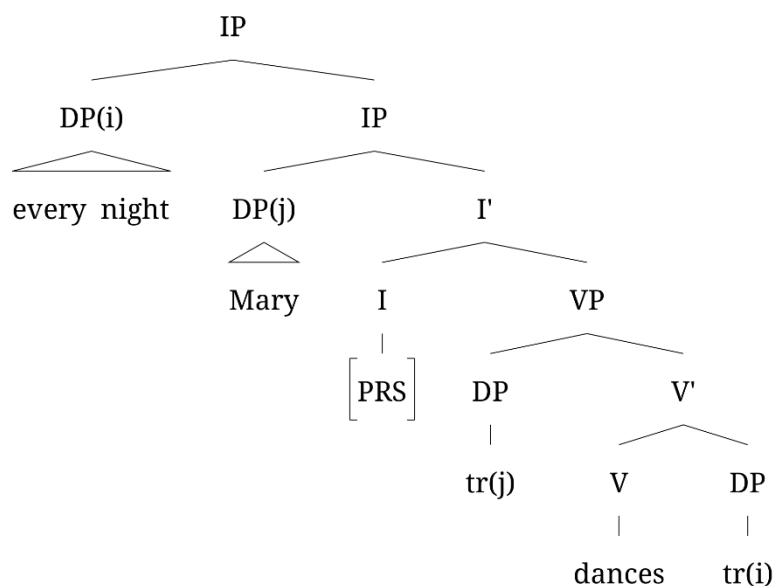 IP
DP(i) IP
every night DP(j) I'
Mary I VP
[PRS] DP V'
tr(j) V DP
dances tr(i)